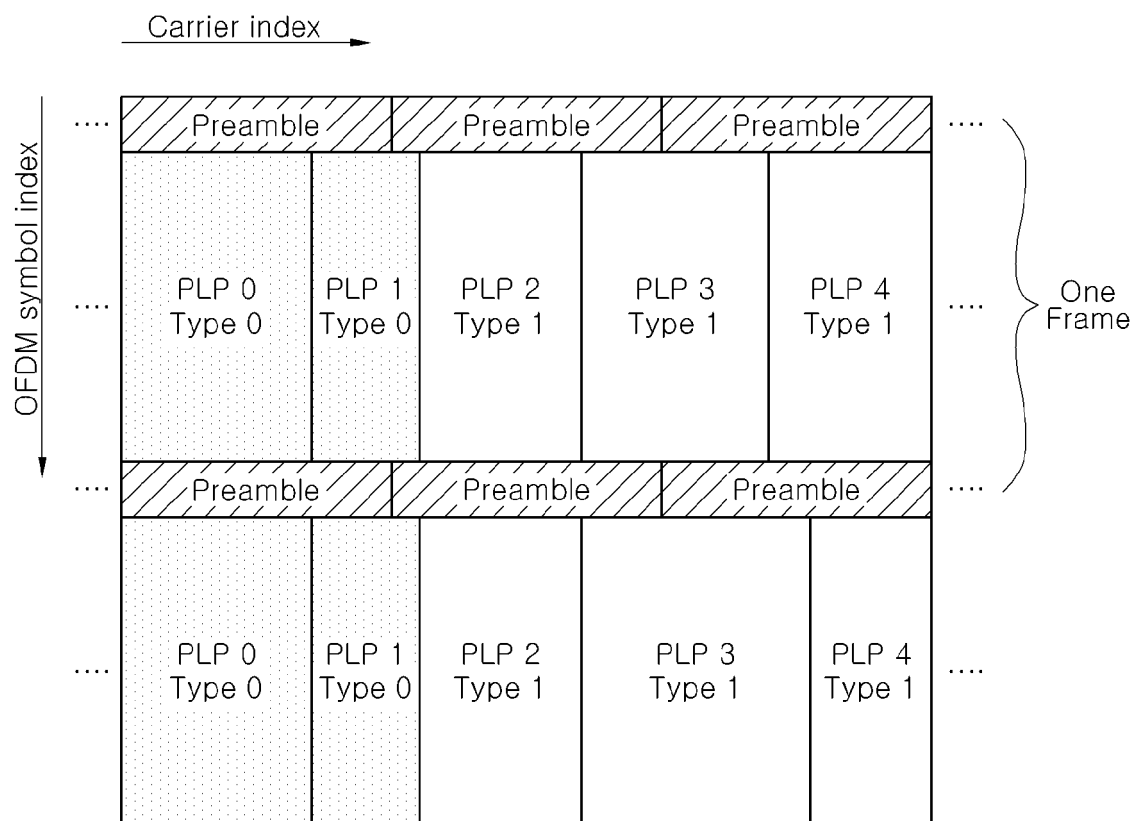 Carrier index
OFDM symbol index
.... Preamble Preamble Preamble ....
.... PLP 0 PLP 1 PLP 2 PLP 3 PLP 4 ....
Type 0 Type 0 Type 1 Type 1 Type 1
One
Frame
.... Preamble Preamble Preamble ....
.... PLP 0 PLP 1 PLP 2 PLP 3 PLP 4 ....
Type 0 Type 0 Type 1 Type 1 Type 1